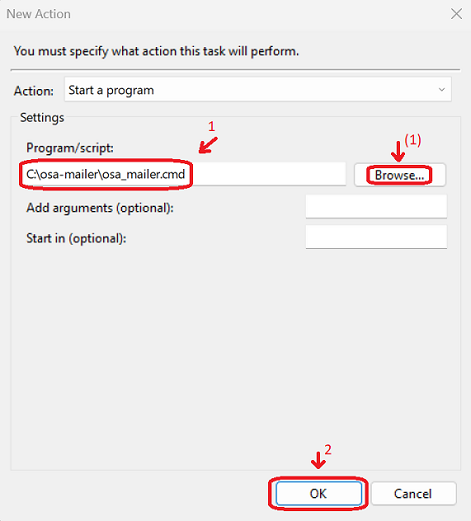 New Action
You must specify what action this task will perform.
Action: Start a program
Settings
1
(1)
Program/script:
C:\osa-mailer\osa_mailer.cmd Browse...
Add arguments (optional):
Start in (optional):
2
OK Cancel